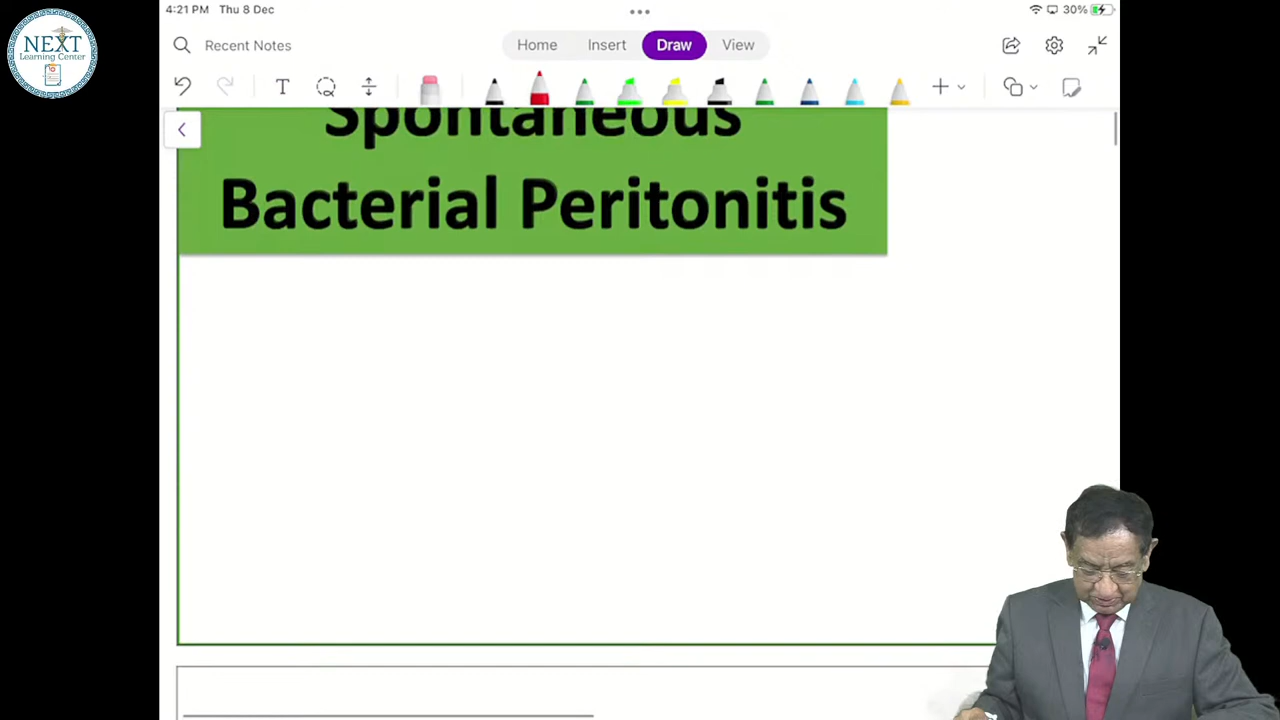 4:21 PM Thu 8 Dec
30%
NEXT
Learning Center
Recent Notes
Home Insert Draw View
T
Spontaneous
Bacterial Peritonitis